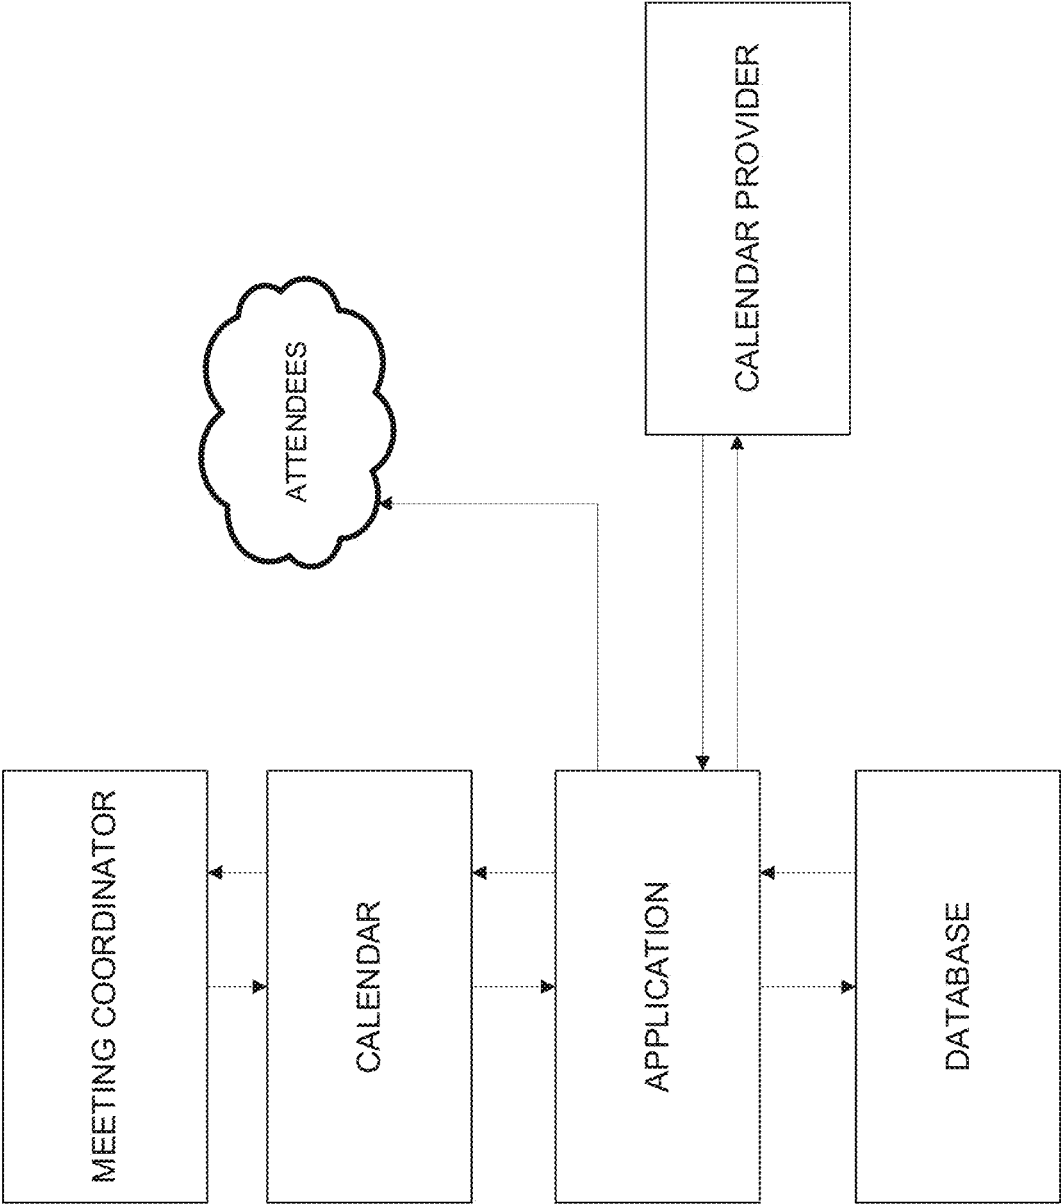 MEETING COORDINATOR
CALENDAR
APPLICATION
DATABASE
ATTENDEES
CALENDAR PROVIDER